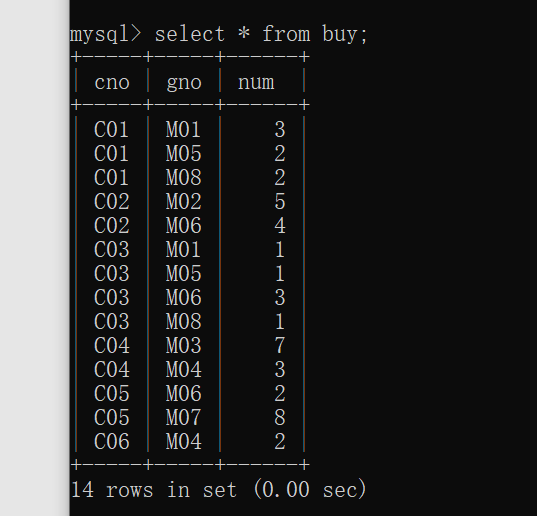 mysql> select * from buy;
+-----+-----+------+
| cno | gno | num  |
+-----+-----+------+
| C01 | M01 |    3 |
| C01 | M05 |    2 |
| C01 | M08 |    2 |
| C02 | M02 |    5 |
| C02 | M06 |    4 |
| C03 | M01 |    1 |
| C03 | M05 |    1 |
| C03 | M06 |    3 |
| C03 | M08 |    1 |
| C04 | M03 |    7 |
| C04 | M04 |    3 |
| C05 | M06 |    2 |
| C05 | M07 |    8 |
| C06 | M04 |    2 |
+-----+-----+------+
14 rows in set (0.00 sec)